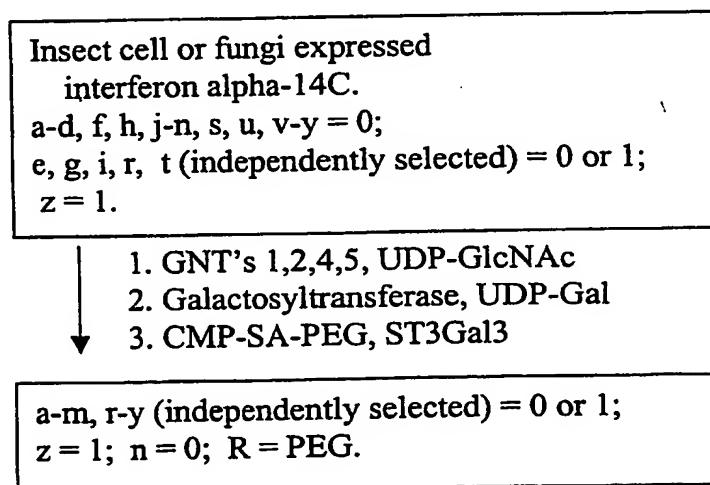 Insect cell or fungi expressed
interferon alpha-14C.
a-d, f, h, j-n, s, u, v-y = 0;
e, g, i, r, t (independently selected) = 0 or 1;
z = 1.
1. GNT's 1,2,4,5, UDP-GlcNAc
2. Galactosyltransferase, UDP-Gal
3. CMP-SA-PEG, ST3Gal3
a-m, r-y (independently selected) = 0 or 1;
z = 1; n = 0; R = PEG.